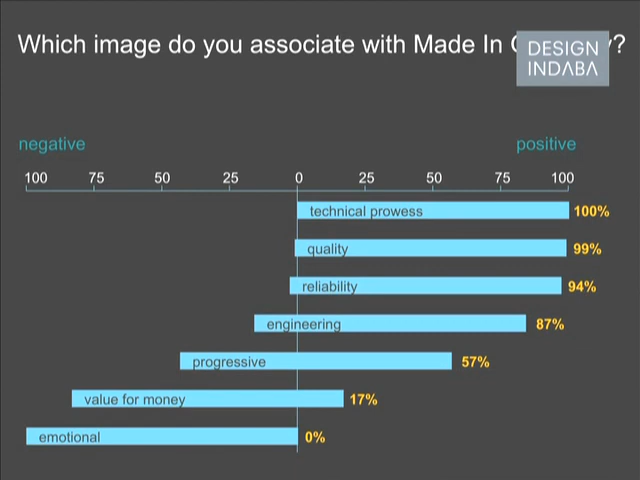 Which image do you associate with Made In ?
DESIGN
INDABA
negative positive
100 75 50 25 0 25 50 75 100
technical prowess 100%
quality 99%
reliability 94%
engineering 87%
progressive 57%
value for money 17%
emotional 0%